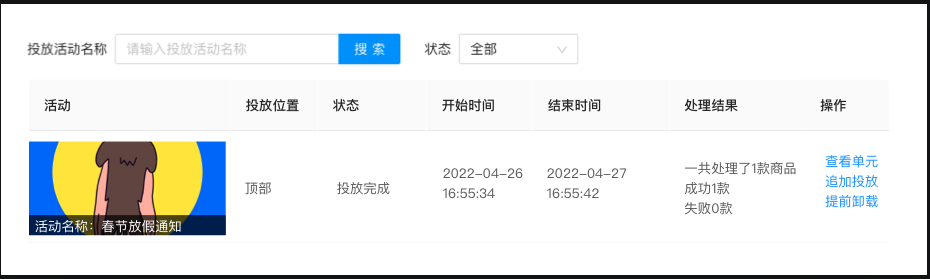 投放活动名称 请输入投放活动名称 搜 索 状态 全部
活动 投放位置 状态 开始时间 结束时间 处理结果 操作
活动名称：春节放假通知
顶部
投放完成
2022-04-26
16:55:34
2022-04-27
16:55:42
一共处理了1款商品
成功1款
失败0款
查看单元
追加投放
提前卸载